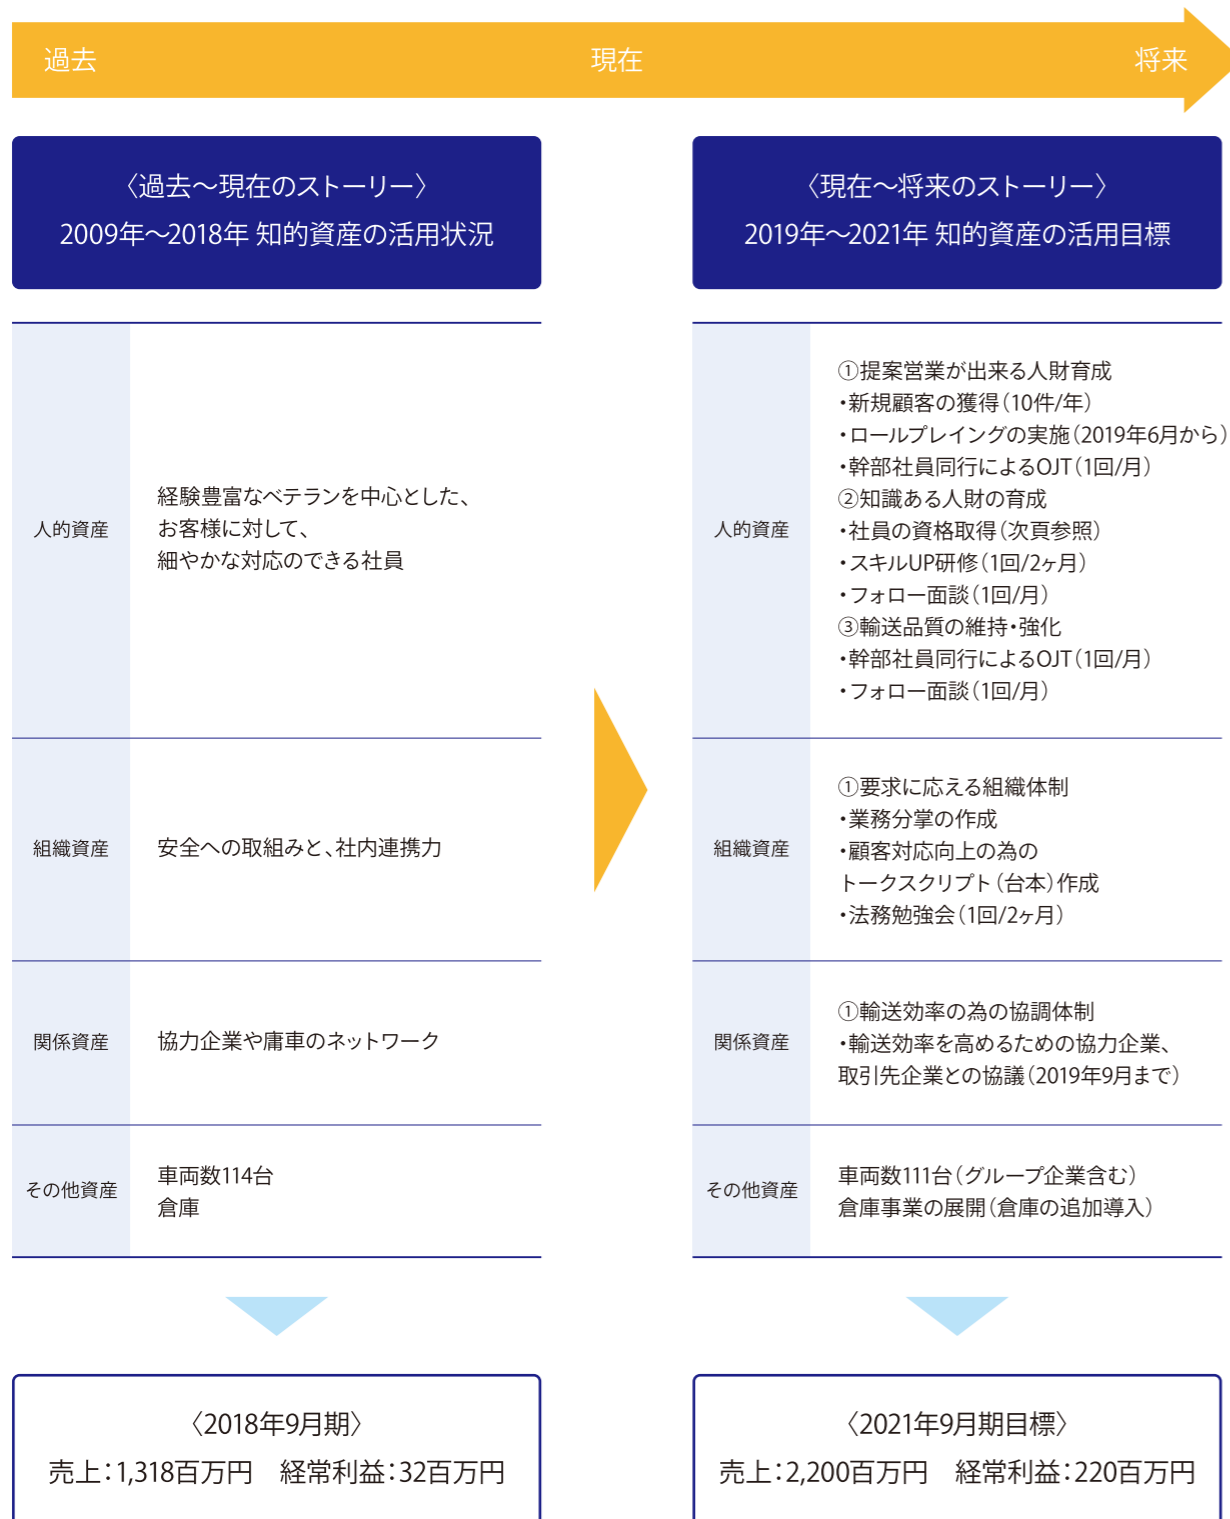 過去
現在
将来
〈過去～現在のストーリー〉
2009年～2018年 知的資産の活用状況
人的資産
経験豊富なベテランを中心とした、
お客様に対して、
細やかな対応のできる社員
組織資産
安全への取組みと、社内連携力
関係資産
協力企業や庸車のネットワーク
その他資産
車両数114台
倉庫
〈2018年9月期〉
売上：1,318百万円　経常利益：32百万円
〈現在～将来のストーリー〉
2019年～2021年 知的資産の活用目標
人的資産
①提案営業が出来る人財育成
・新規顧客の獲得（10件/年）
・ロールプレイングの実施（2019年6月から）
・幹部社員同行によるOJT（1回/月）
②知識ある人財の育成
・社員の資格取得（次頁参照）
・スキルUP研修（1回/2ヶ月）
・フォロー面談（1回/月）
③輸送品質の維持・強化
・幹部社員同行によるOJT（1回/月）
・フォロー面談（1回/月）
組織資産
①要求に応える組織体制
・業務分掌の作成
・顧客対応向上の為の
トークスクリプト（台本）作成
・法務勉強会（1回/2ヶ月）
関係資産
①輸送効率の為の協調体制
・輸送効率を高めるための協力企業、
取引先企業との協議（2019年9月まで）
その他資産
車両数111台（グループ企業含む）
倉庫事業の展開（倉庫の追加導入）
〈2021年9月期目標〉
売上：2,200百万円　経常利益：220百万円